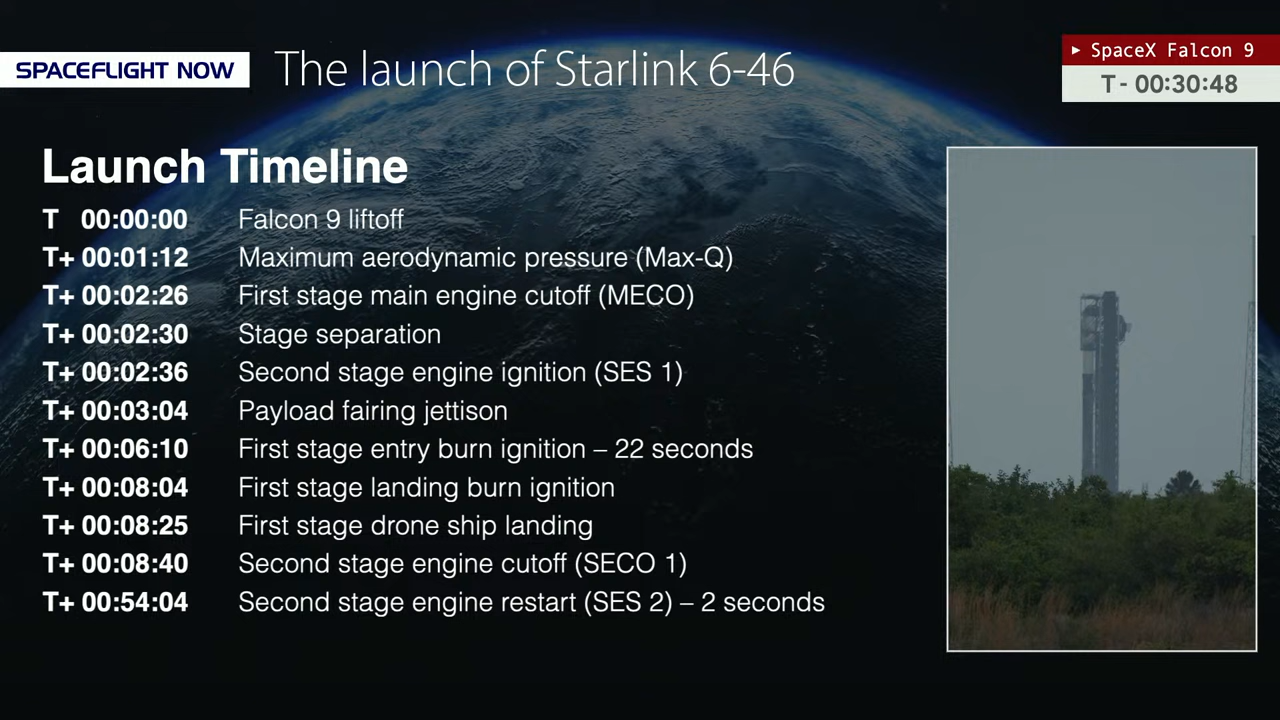 SPACEFLIGHT NOW
The launch of Starlink 6-46
▶ SpaceX Falcon 9
T - 00:30:48
Launch Timeline
T 00:00:00 Falcon 9 liftoff
T+ 00:01:12 Maximum aerodynamic pressure (Max-Q)
T+ 00:02:26 First stage main engine cutoff (MECO)
T+ 00:02:30 Stage separation
T+ 00:02:36 Second stage engine ignition (SES 1)
T+ 00:03:04 Payload fairing jettison
T+ 00:06:10 First stage entry burn ignition – 22 seconds
T+ 00:08:04 First stage landing burn ignition
T+ 00:08:25 First stage drone ship landing
T+ 00:08:40 Second stage engine cutoff (SECO 1)
T+ 00:54:04 Second stage engine restart (SES 2) – 2 seconds